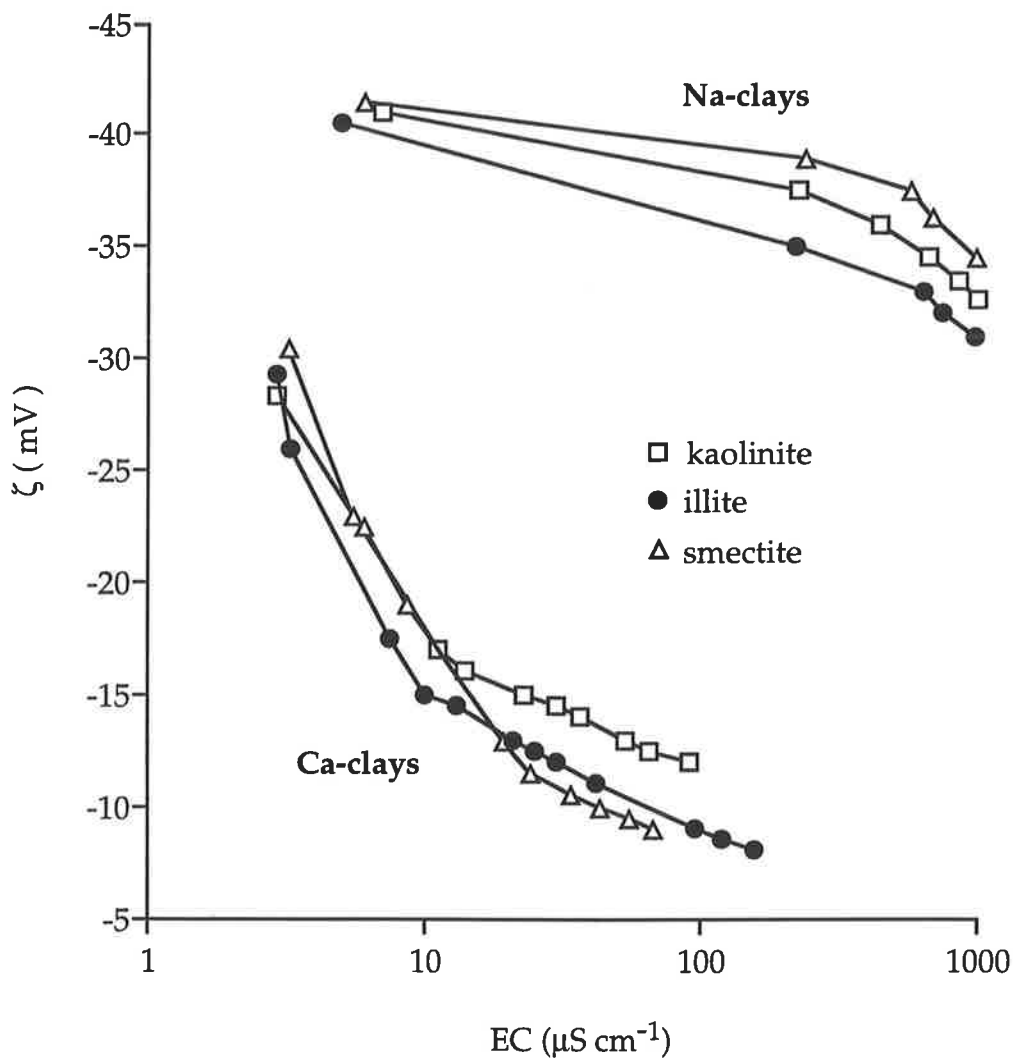 -45
-40
-35
-30
-25
-20
-15
-10
-5
ζ ( mV )
Na-clays
kaolinite
illite
smectite
Ca-clays
1 10 100 1000
EC (μS cm⁻¹)